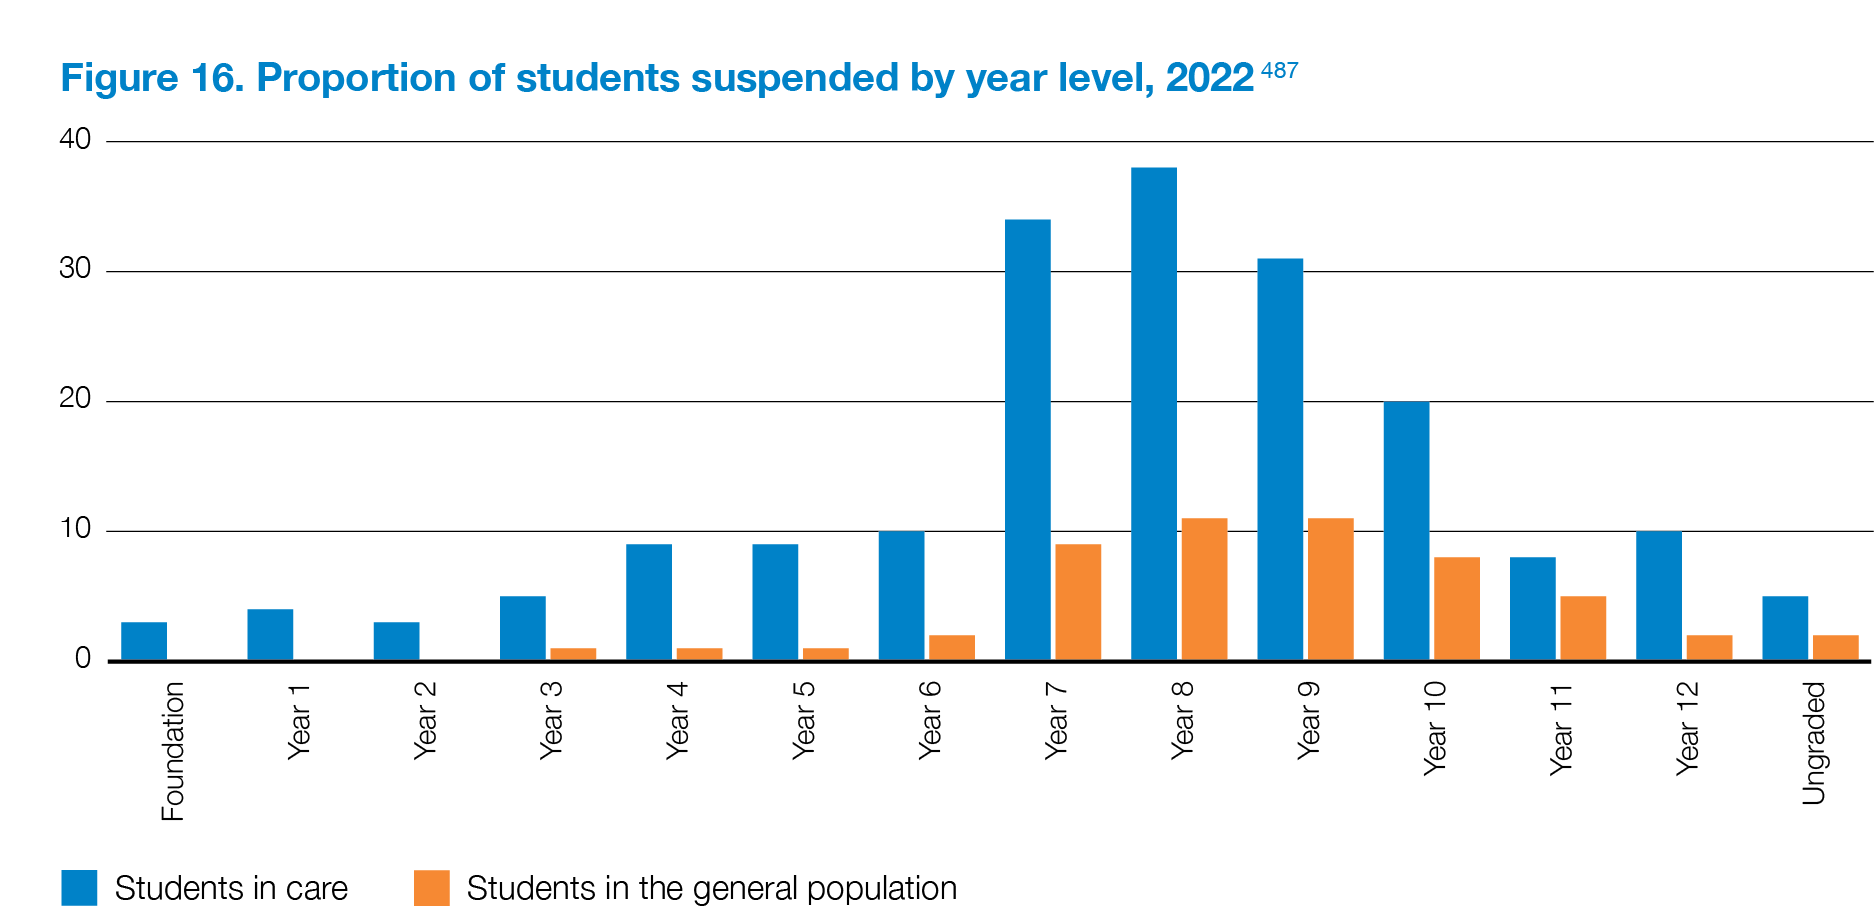 Figure 16. Proportion of students suspended by year level, 2022 487
40
30
20
10
0
Foundation
Year 1
Year 2
Year 3
Year 4
Year 5
Year 6
Year 7
Year 8
Year 9
Year 10
Year 11
Year 12
Ungraded
Students in care
Students in the general population